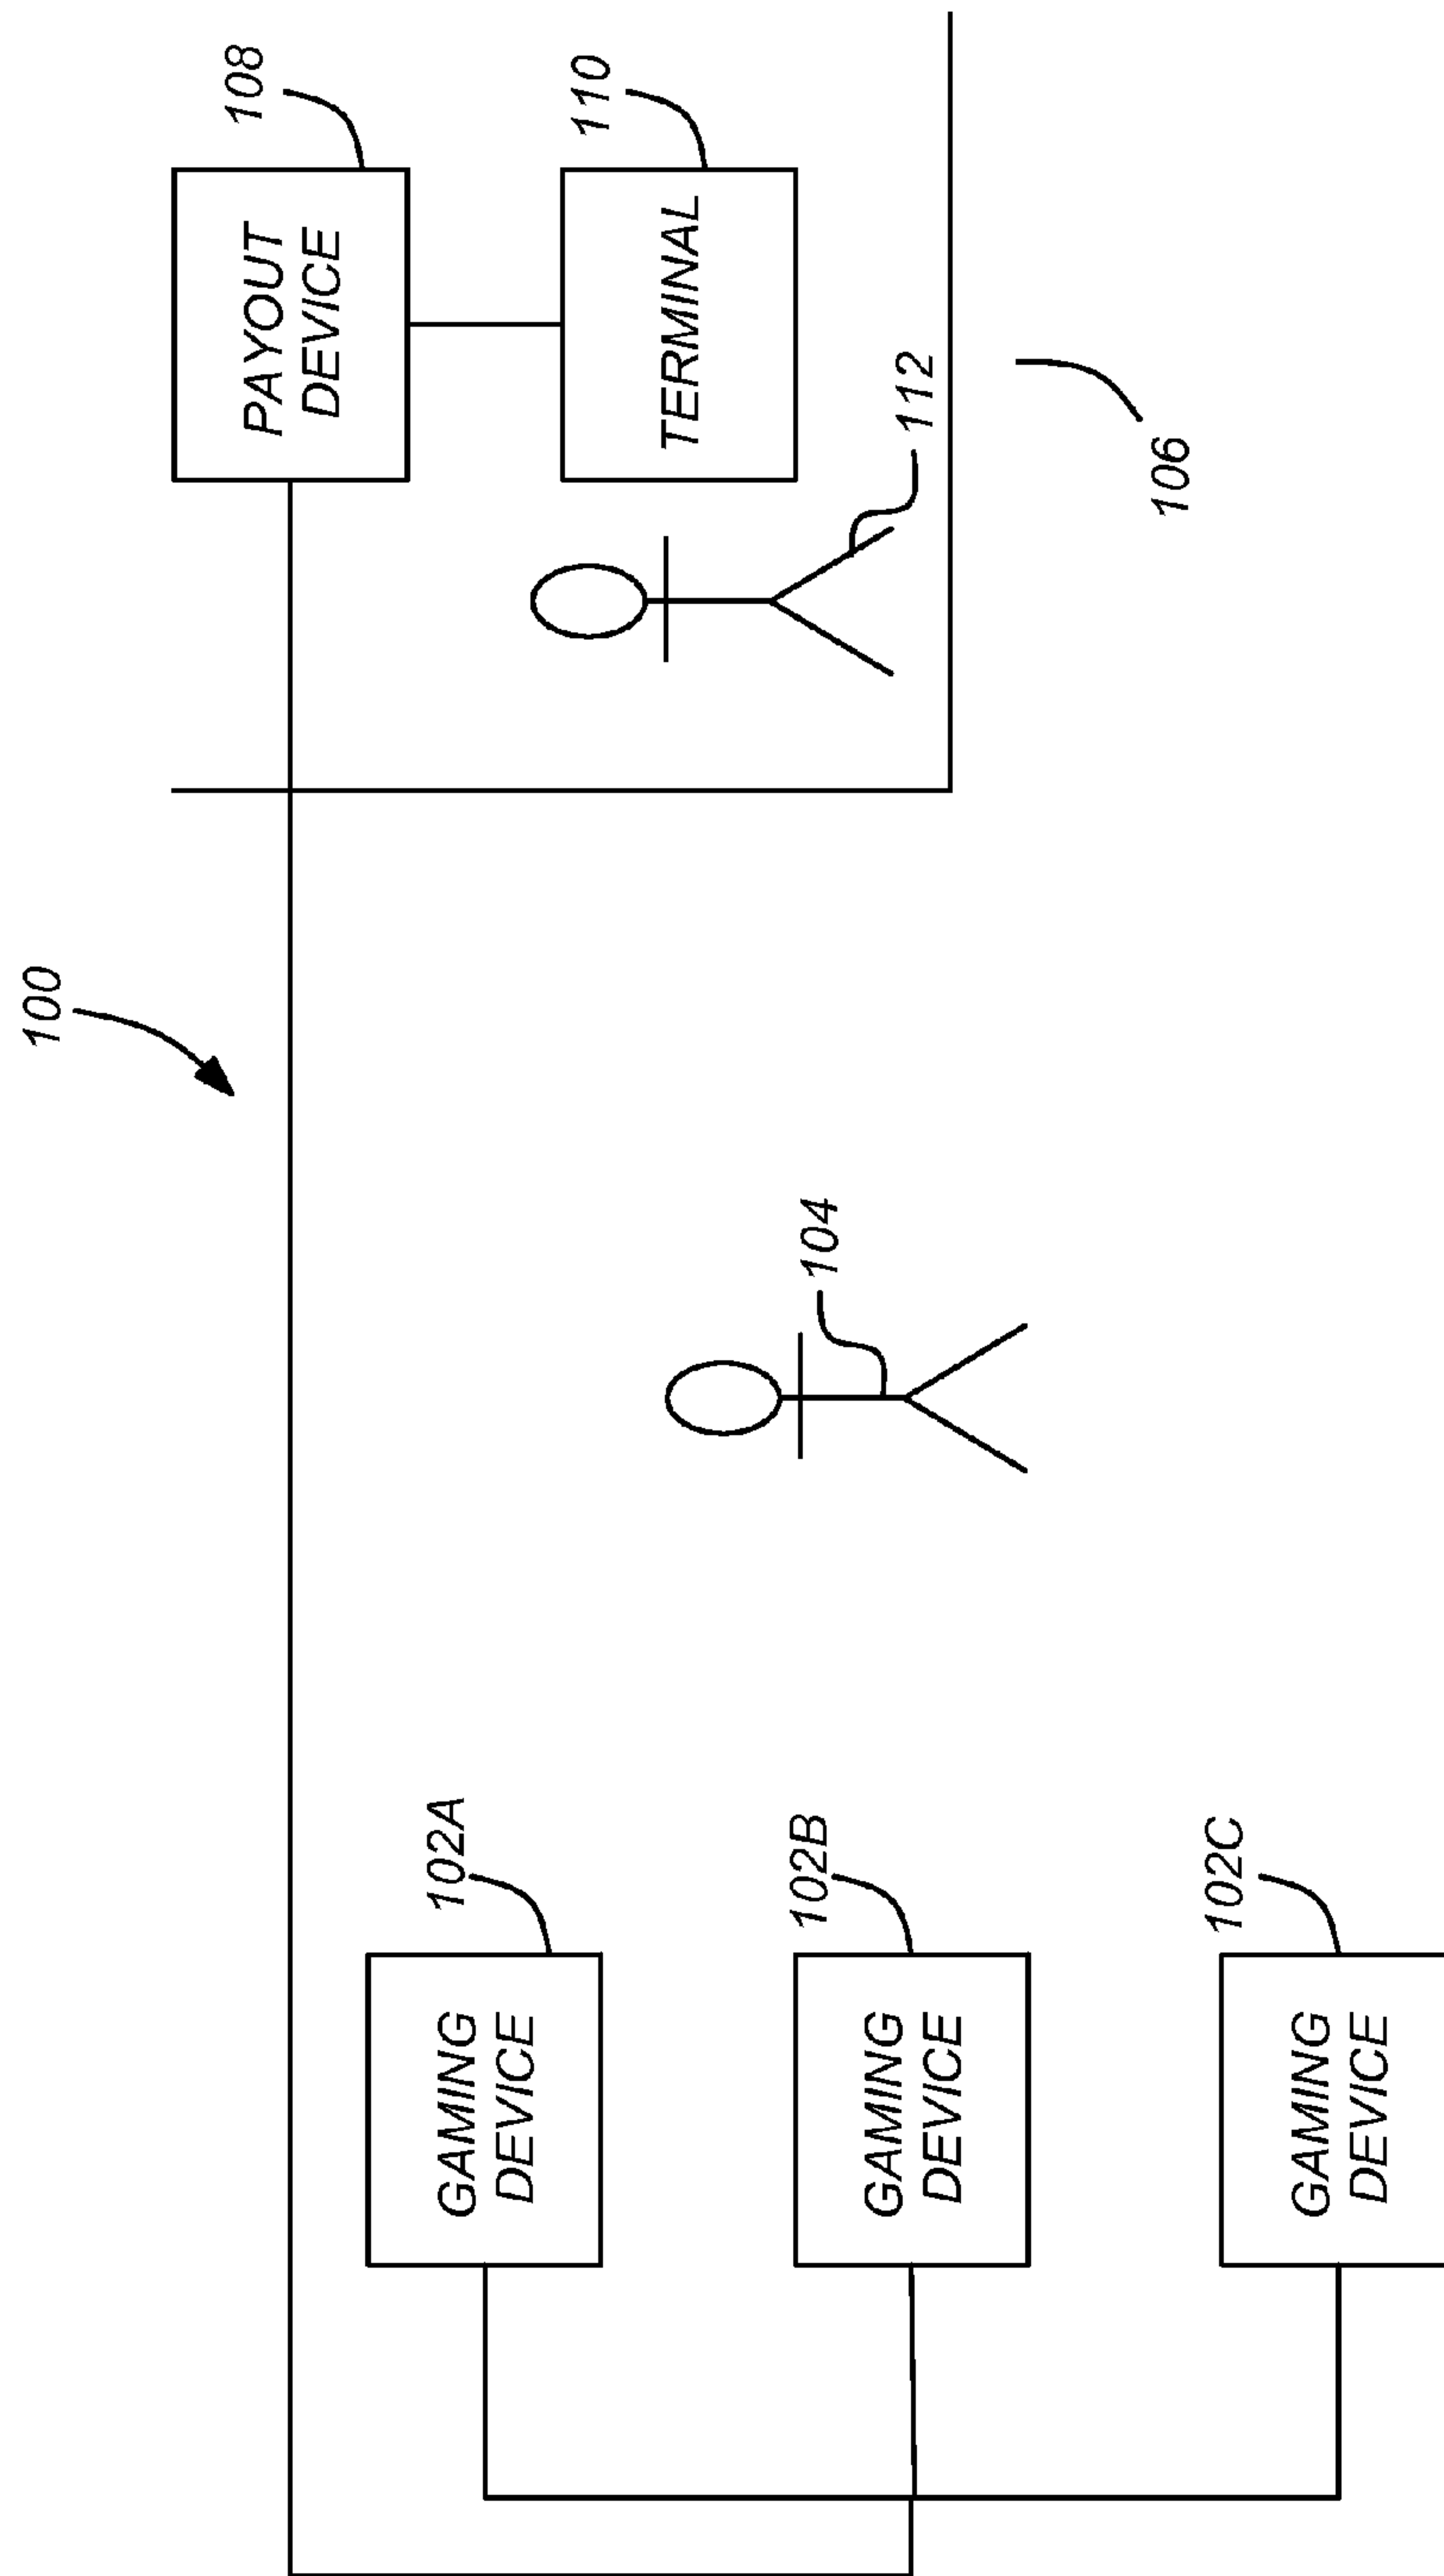 100
102A
GAMING
DEVICE
102B
GAMING
DEVICE
102C
GAMING
DEVICE
104
108
PAYOUT
DEVICE
110
TERMINAL
112
106